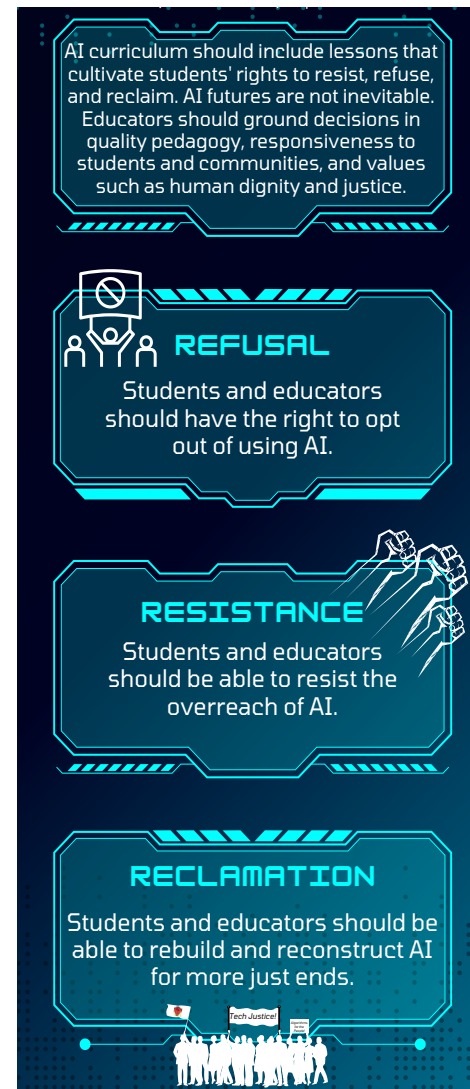 AI curriculum should include lessons that
cultivate students' rights to resist, refuse,
and reclaim. AI futures are not inevitable.
Educators should ground decisions in
quality pedagogy, responsiveness to
students and communities, and values
such as human dignity and justice.
REFUSAL
Students and educators
should have the right to opt
out of using AI.
RESISTANCE
Students and educators
should be able to resist the
overreach of AI.
RECLAMATION
Students and educators should be
able to rebuild and reconstruct AI
for more just ends.
Tech Justice!
Algorithms
for the
People!